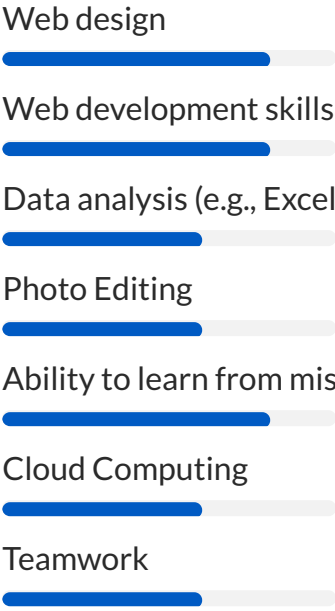 Web design
Web development skills
Data analysis (e.g., Excel
Photo Editing
Ability to learn from mis
Cloud Computing
Teamwork